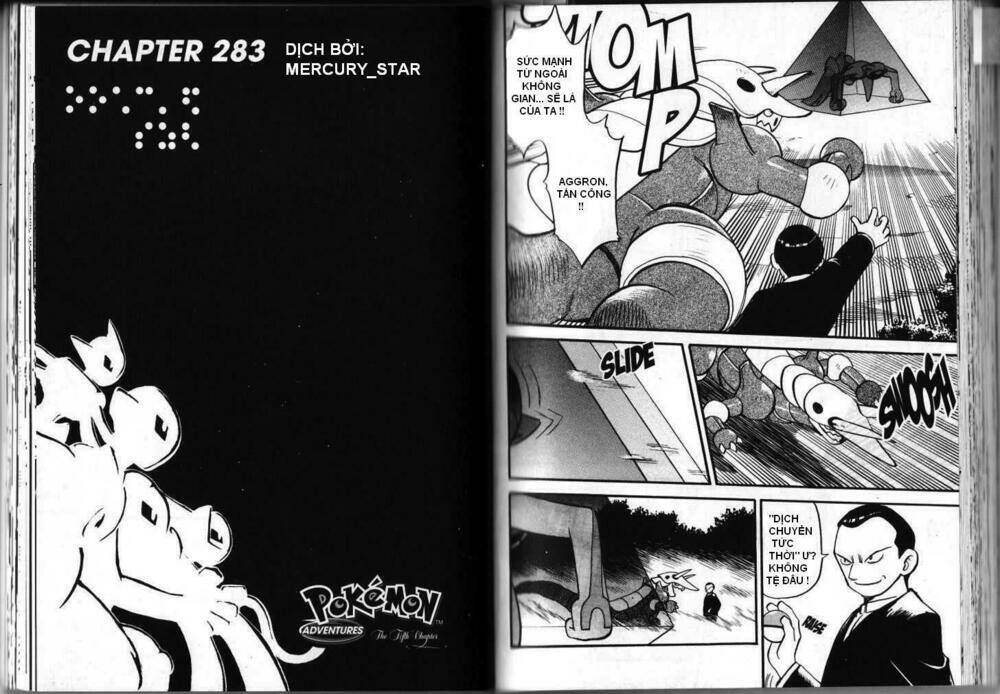 CHAPTER 283
DỊCH BỞI:
MERCURY_STAR
POKéMON
ADVENTURES The Fifth Chapter
OM
P
SỨC MẠNH
TỪ NGOÀI
KHÔNG
GIAN... SẼ LÀ
CỦA TA !!
AGGRON,
TẤN CÔNG
!!
SLIDE
SWOOSH
"DỊCH
CHUYỂN
TỨC
THỜI" Ư?
KHÔNG
TỆ ĐÂU !
RAISE